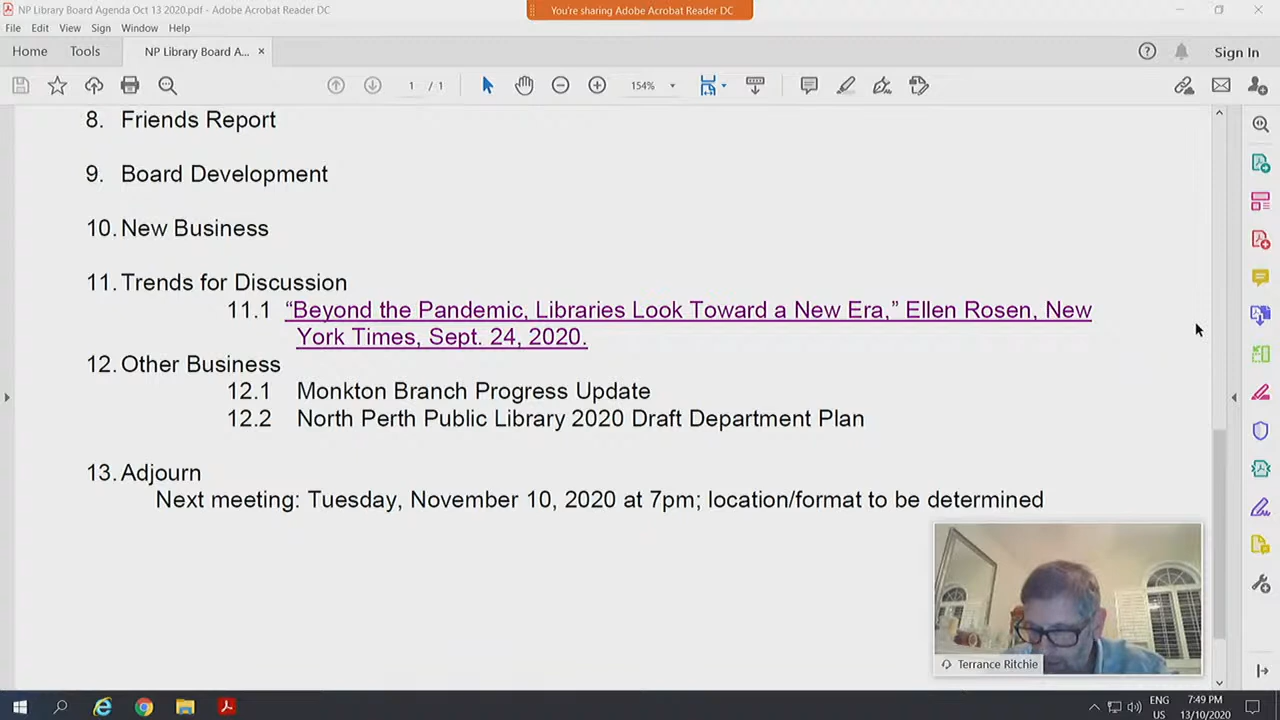 NP Library Board Agenda Oct 13 2020.pdf - Adobe Acrobat Reader DC
You're sharing Adobe Acrobat Reader DC
File Edit View Sign Window Help
Home Tools NP Library Board A... × Sign In
1 / 1 154%
8. Friends Report
9. Board Development
10. New Business
11. Trends for Discussion
11.1 “Beyond the Pandemic, Libraries Look Toward a New Era,” Ellen Rosen, New
York Times, Sept. 24, 2020.
12. Other Business
12.1 Monkton Branch Progress Update
12.2 North Perth Public Library 2020 Draft Department Plan
13. Adjourn
Next meeting: Tuesday, November 10, 2020 at 7pm; location/format to be determined
Terrance Ritchie
ENG 7:49 PM
US 13/10/2020